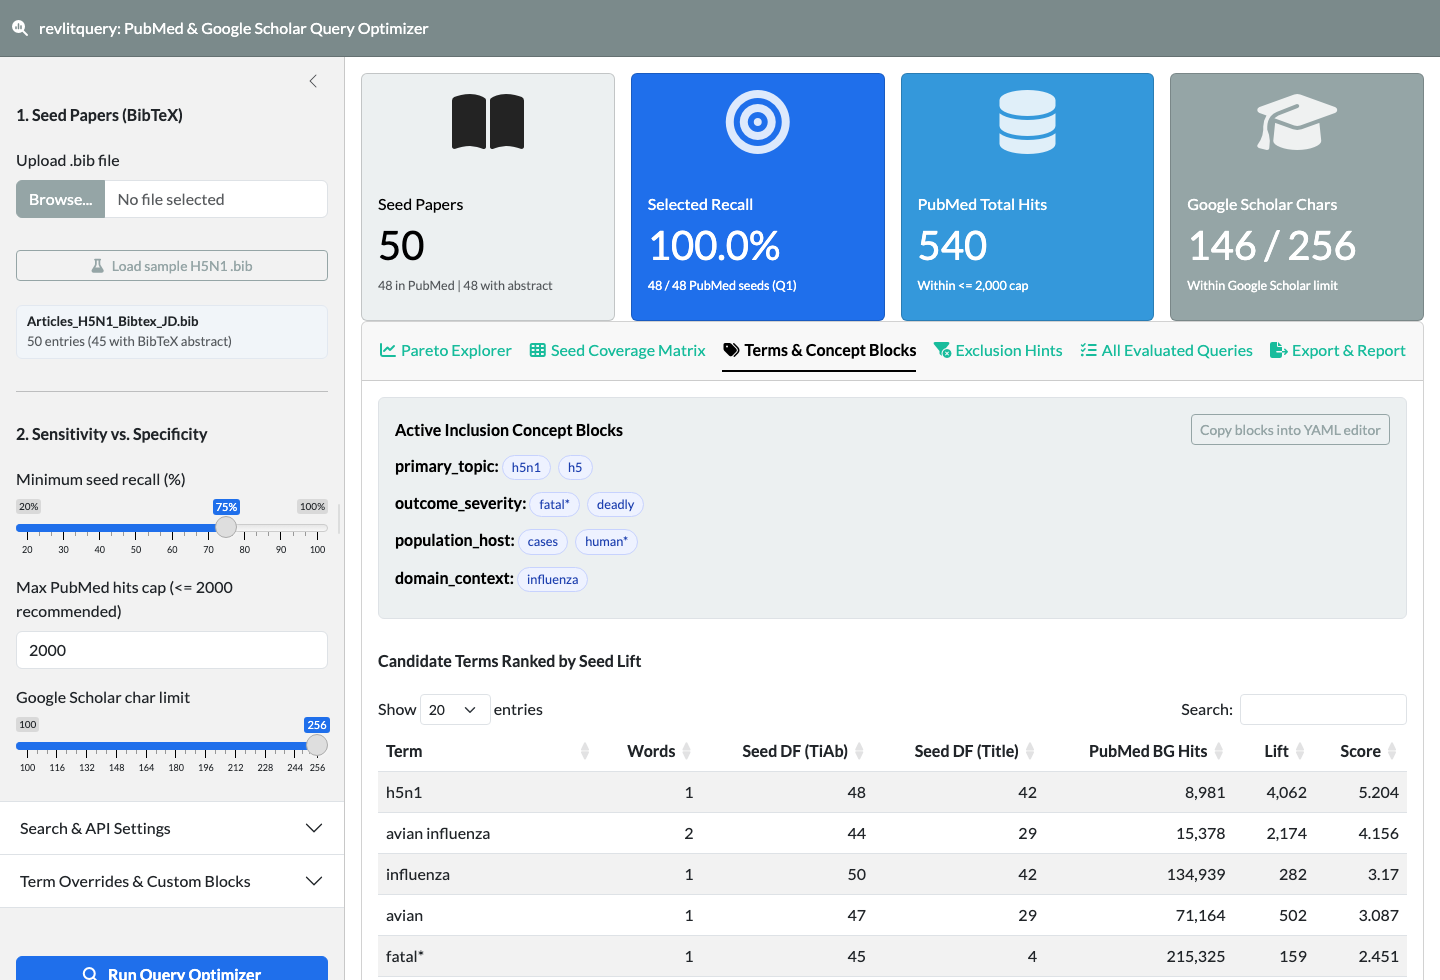 revlitquery: PubMed & Google Scholar Query Optimizer
1. Seed Papers (BibTeX)
Upload .bib file
Browse... No file selected
Load sample H5N1 .bib
Articles_H5N1_Bibtex_JD.bib
50 entries (45 with BibTeX abstract)
2. Sensitivity vs. Specificity
Minimum seed recall (%)
20% 75% 100%
20 30 40 50 60 70 80 90 100
Max PubMed hits cap (<= 2000
recommended)
2000
Google Scholar char limit
100 256
100 116 132 148 164 180 196 212 228 244 256
Search & API Settings
Term Overrides & Custom Blocks
Run Query Optimizer
Seed Papers
50
48 in PubMed | 48 with abstract
Selected Recall
100.0%
48 / 48 PubMed seeds (Q1)
PubMed Total Hits
540
Within <= 2,000 cap
Google Scholar Chars
146 / 256
Within Google Scholar limit
Pareto Explorer Seed Coverage Matrix Terms & Concept Blocks Exclusion Hints All Evaluated Queries Export & Report
Active Inclusion Concept Blocks Copy blocks into YAML editor
primary_topic: h5n1 h5
outcome_severity: fatal* deadly
population_host: cases human*
domain_context: influenza
Candidate Terms Ranked by Seed Lift
Show 20 entries Search:
Term Words Seed DF (TiAb) Seed DF (Title) PubMed BG Hits Lift Score
h5n1 1 48 42 8,981 4,062 5.204
avian influenza 2 44 29 15,378 2,174 4.156
influenza 1 50 42 134,939 282 3.17
avian 1 47 29 71,164 502 3.087
fatal* 1 45 4 215,325 159 2.451